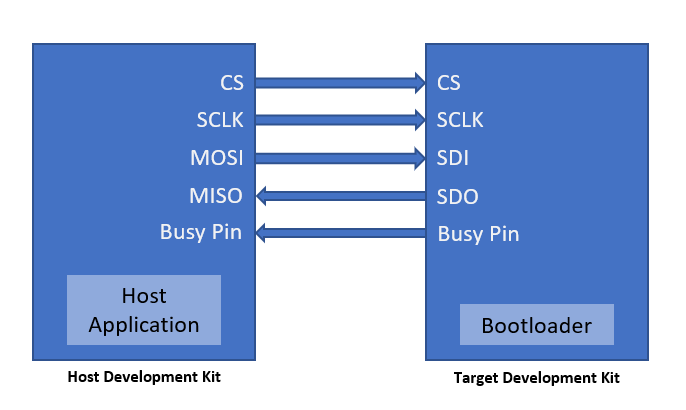 CS
SCLK
MOSI
MISO
Busy Pin
Host
Application
Host Development Kit
CS
SCLK
SDI
SDO
Busy Pin
Bootloader
Target Development Kit